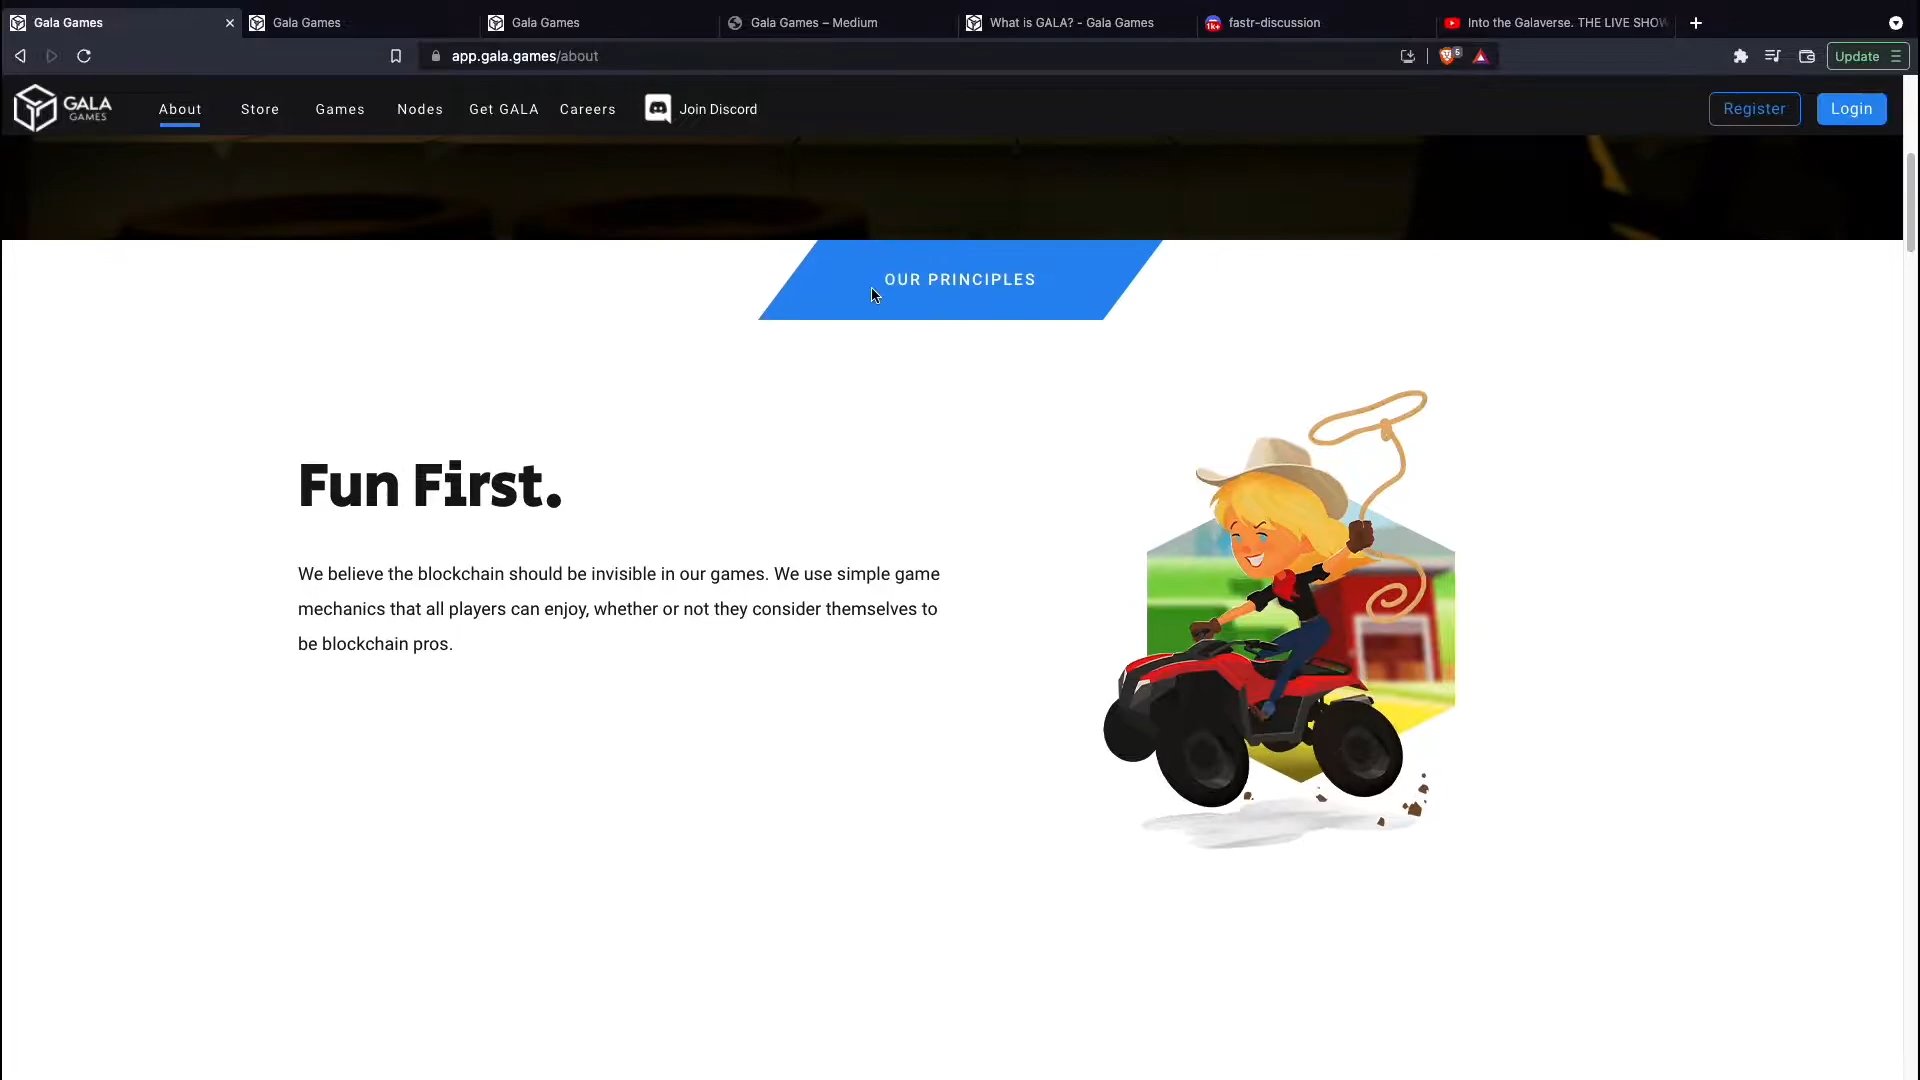 Gala Games
Gala Games
Gala Games
Gala Games – Medium
What is GALA? - Gala Games
1K+
fastr-discussion
Into the Galaverse. THE LIVE SHOW
app.gala.games/about
5
Update
GALA
GAMES
About
Store
Games
Nodes
Get GALA
Careers
Join Discord
Register
Login
OUR PRINCIPLES
Fun First.
We believe the blockchain should be invisible in our games. We use simple game
mechanics that all players can enjoy, whether or not they consider themselves to
be blockchain pros.